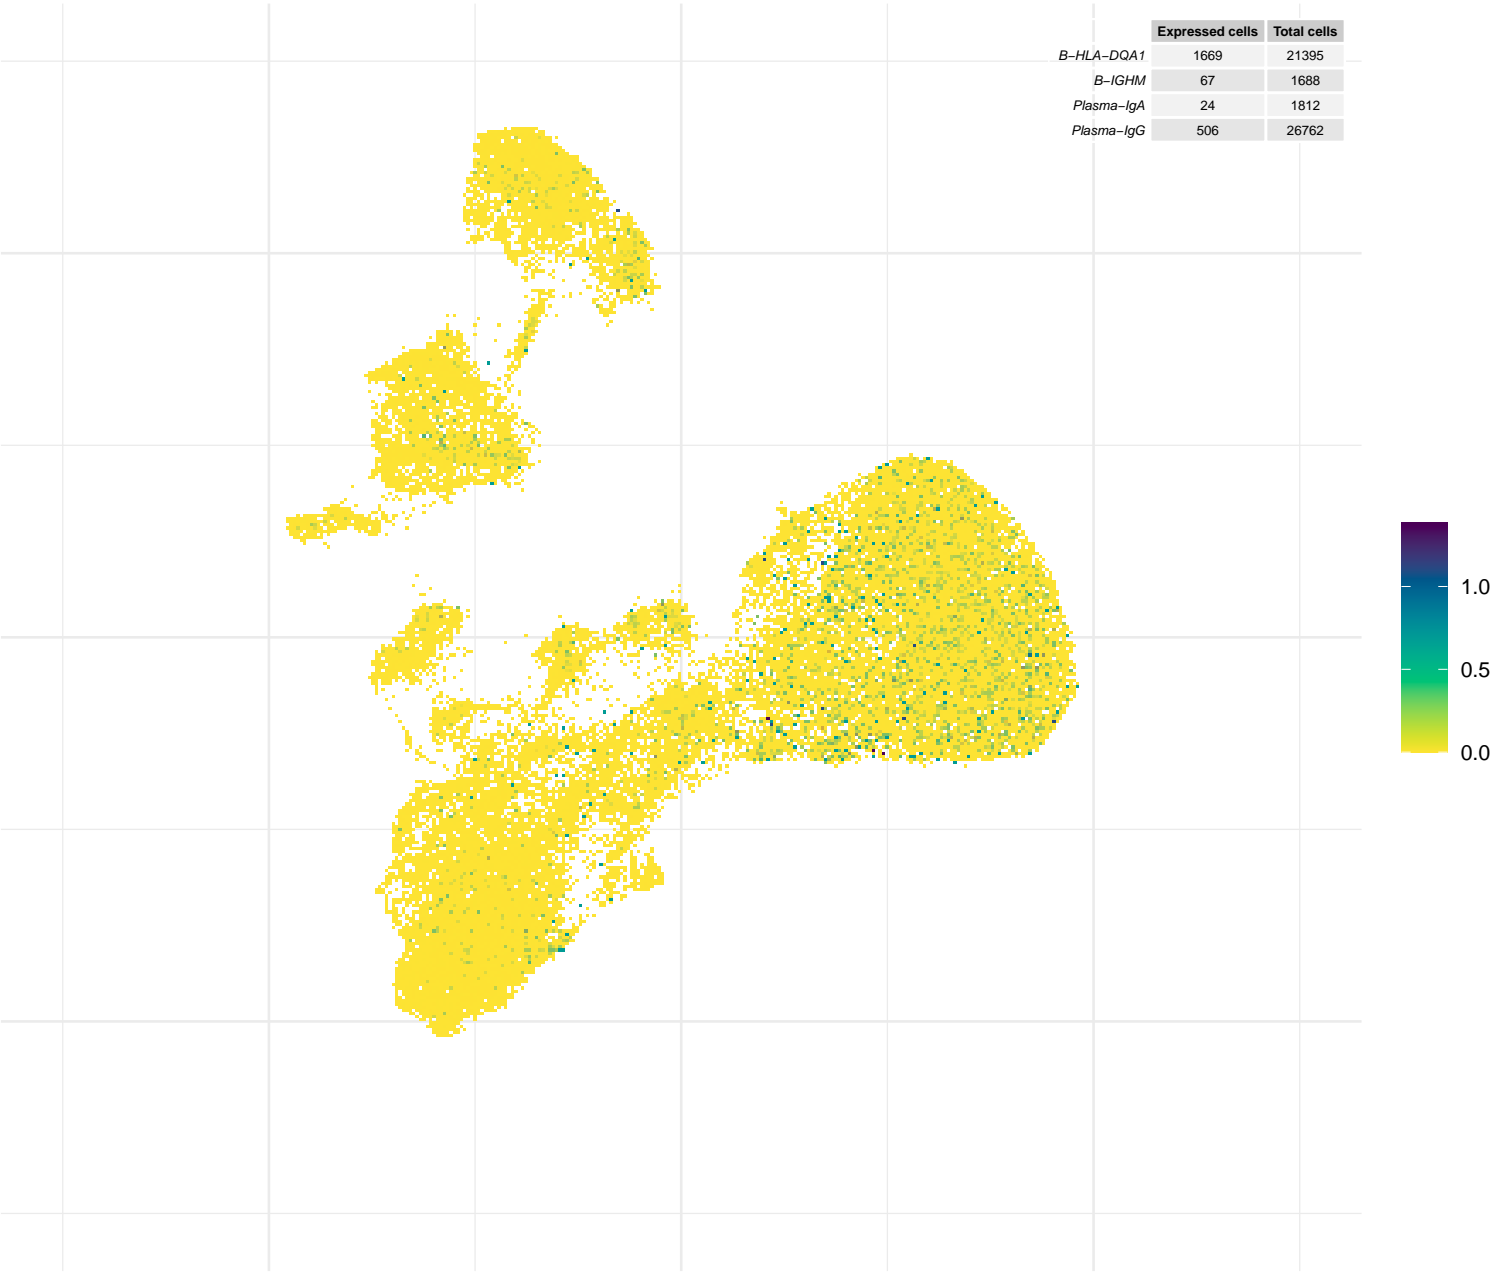 Expressed cells Total cells
B−HLA−DQA1 1669 21395
B−IGHM 67 1688
Plasma−IgA 24 1812
Plasma−IgG 506 26762
1.0
0.5
0.0